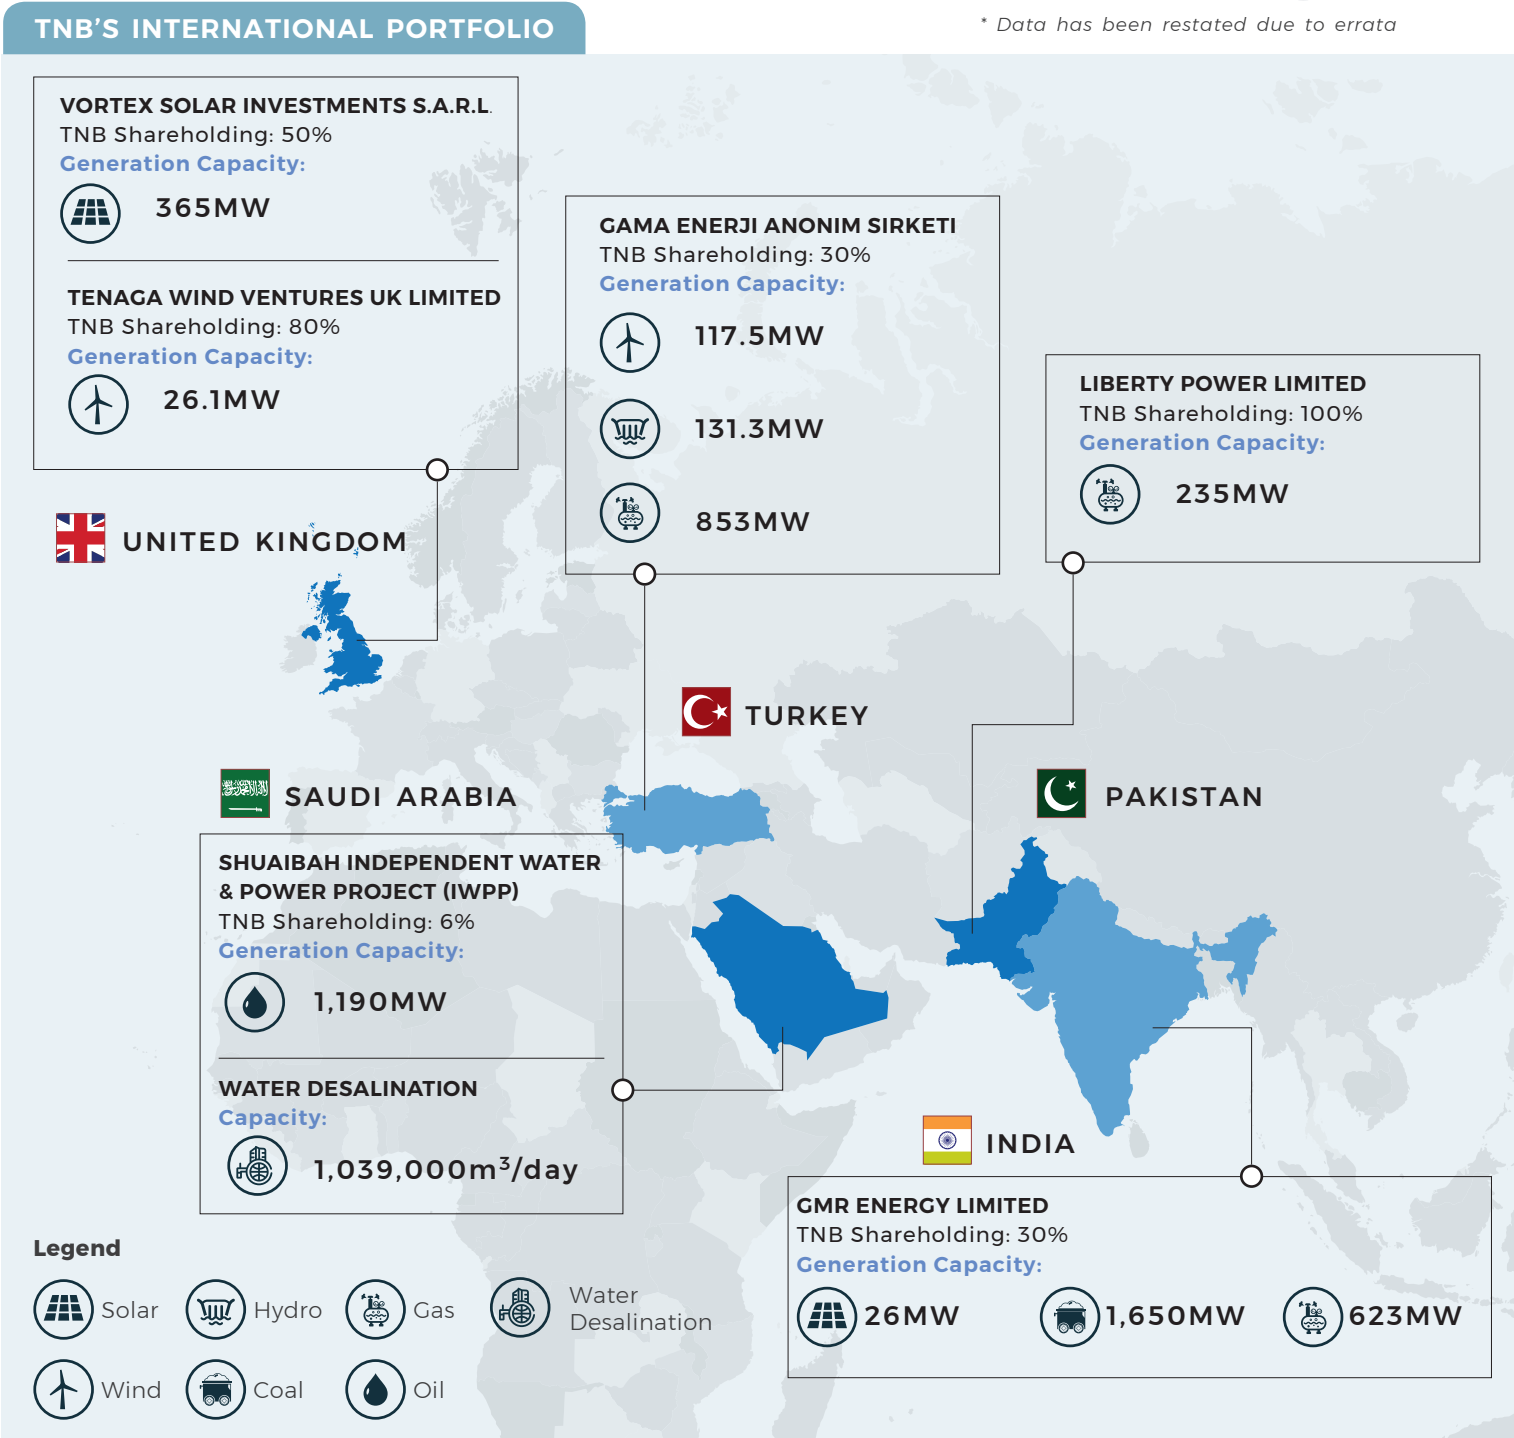 TNB'S INTERNATIONAL PORTFOLIO
* Data has been restated due to errata
VORTEX SOLAR INVESTMENTS S.A.R.L.
TNB Shareholding: 50%
Generation Capacity:
365MW
TENAGA WIND VENTURES UK LIMITED
TNB Shareholding: 80%
Generation Capacity:
26.1MW
UNITED KINGDOM
GAMA ENERJI ANONIM SIRKETI
TNB Shareholding: 30%
Generation Capacity:
117.5MW
131.3MW
853MW
TURKEY
LIBERTY POWER LIMITED
TNB Shareholding: 100%
Generation Capacity:
235MW
PAKISTAN
SAUDI ARABIA
SHUAIBAH INDEPENDENT WATER
& POWER PROJECT (IWPP)
TNB Shareholding: 6%
Generation Capacity:
1,190MW
WATER DESALINATION
Capacity:
1,039,000m³/day
INDIA
GMR ENERGY LIMITED
TNB Shareholding: 30%
Generation Capacity:
26MW 1,650MW 623MW
Legend
Solar Hydro Gas Water
Desalination
Wind Coal Oil